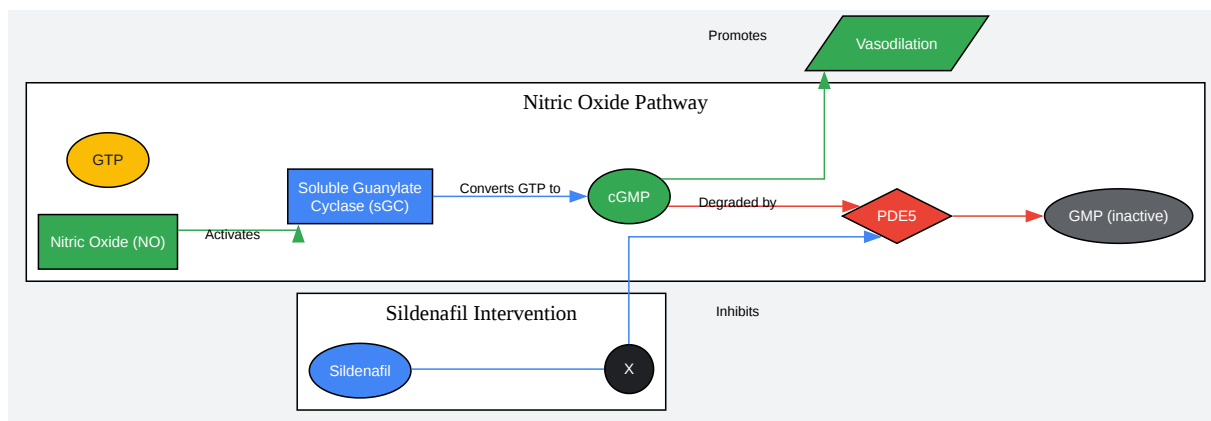 Promotes
Vasodilation
Nitric Oxide Pathway
GTP
Soluble Guanylate
Cyclase (sGC)
Converts GTP to
cGMP
Degraded by
PDE5
GMP (inactive)
Nitric Oxide (NO)
Activates
Sildenafil Intervention
Inhibits
Sildenafil
X